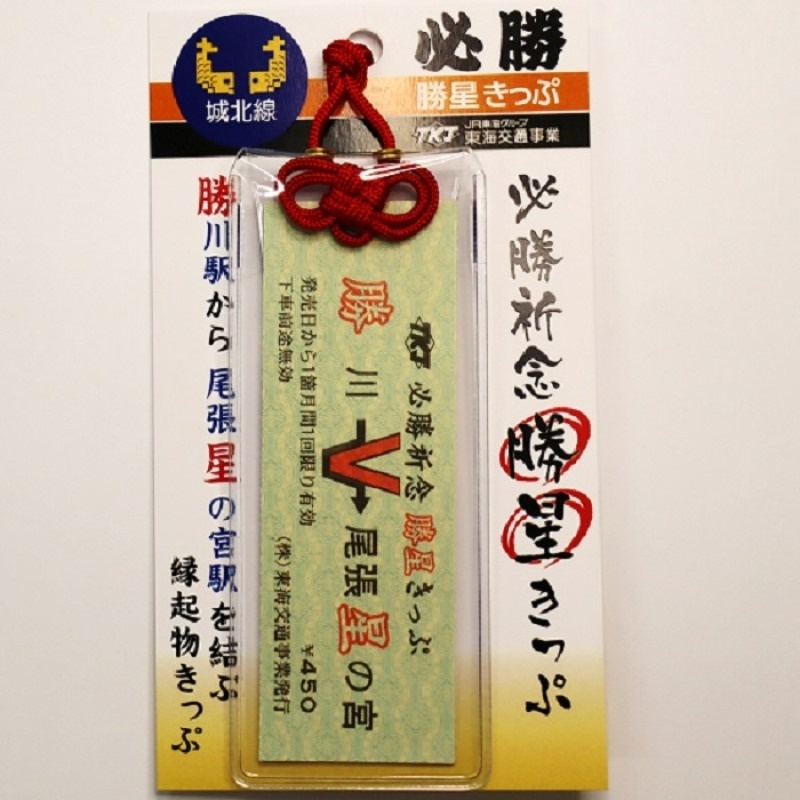 必勝
勝星きっぷ
TKJ JR東海グループ 東海交通事業
城北線
必勝祈念勝星きっぷ
勝川駅から尾張星の宮駅を結ぶ
縁起物きっぷ
TKJ 必勝祈念 勝星きっぷ
勝川 V 尾張星の宮
発売日から1箇月間1回限り有効 ¥450
下車前途無効 (株)東海交通事業発行